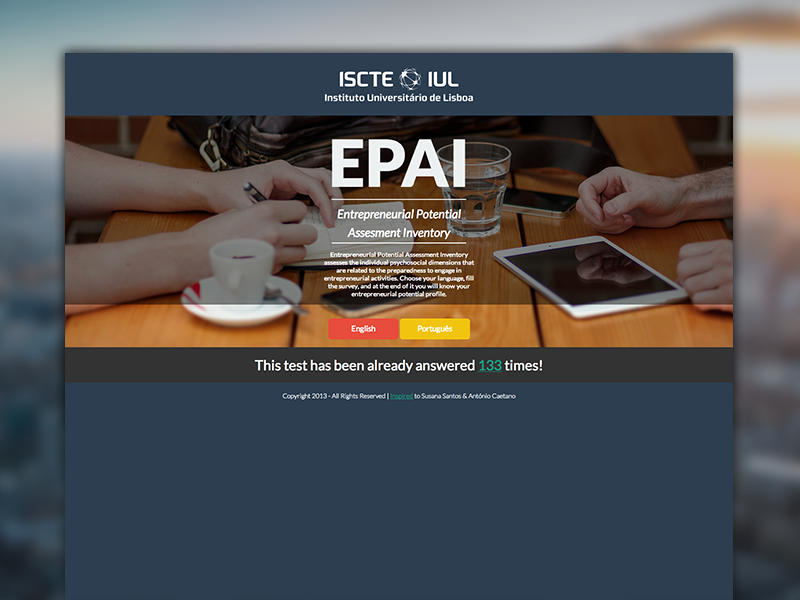 ISCTE IUL
Instituto Universitário de Lisboa
EPAI
Entrepreneurial Potential
Assesment Inventory
Entrepreneurial Potential Assessment Inventory
assesses the individual psychosocial dimensions that
are related to the preparedness to engage in
entrepreneurial activities. Choose your language, fill
the survey, and at the end of it you will know your
entrepreneurial potential profile.
English Português
This test has been already answered 133 times!
Copyright 2013 - All Rights Reserved | Inspired to Susana Santos & António Caetano